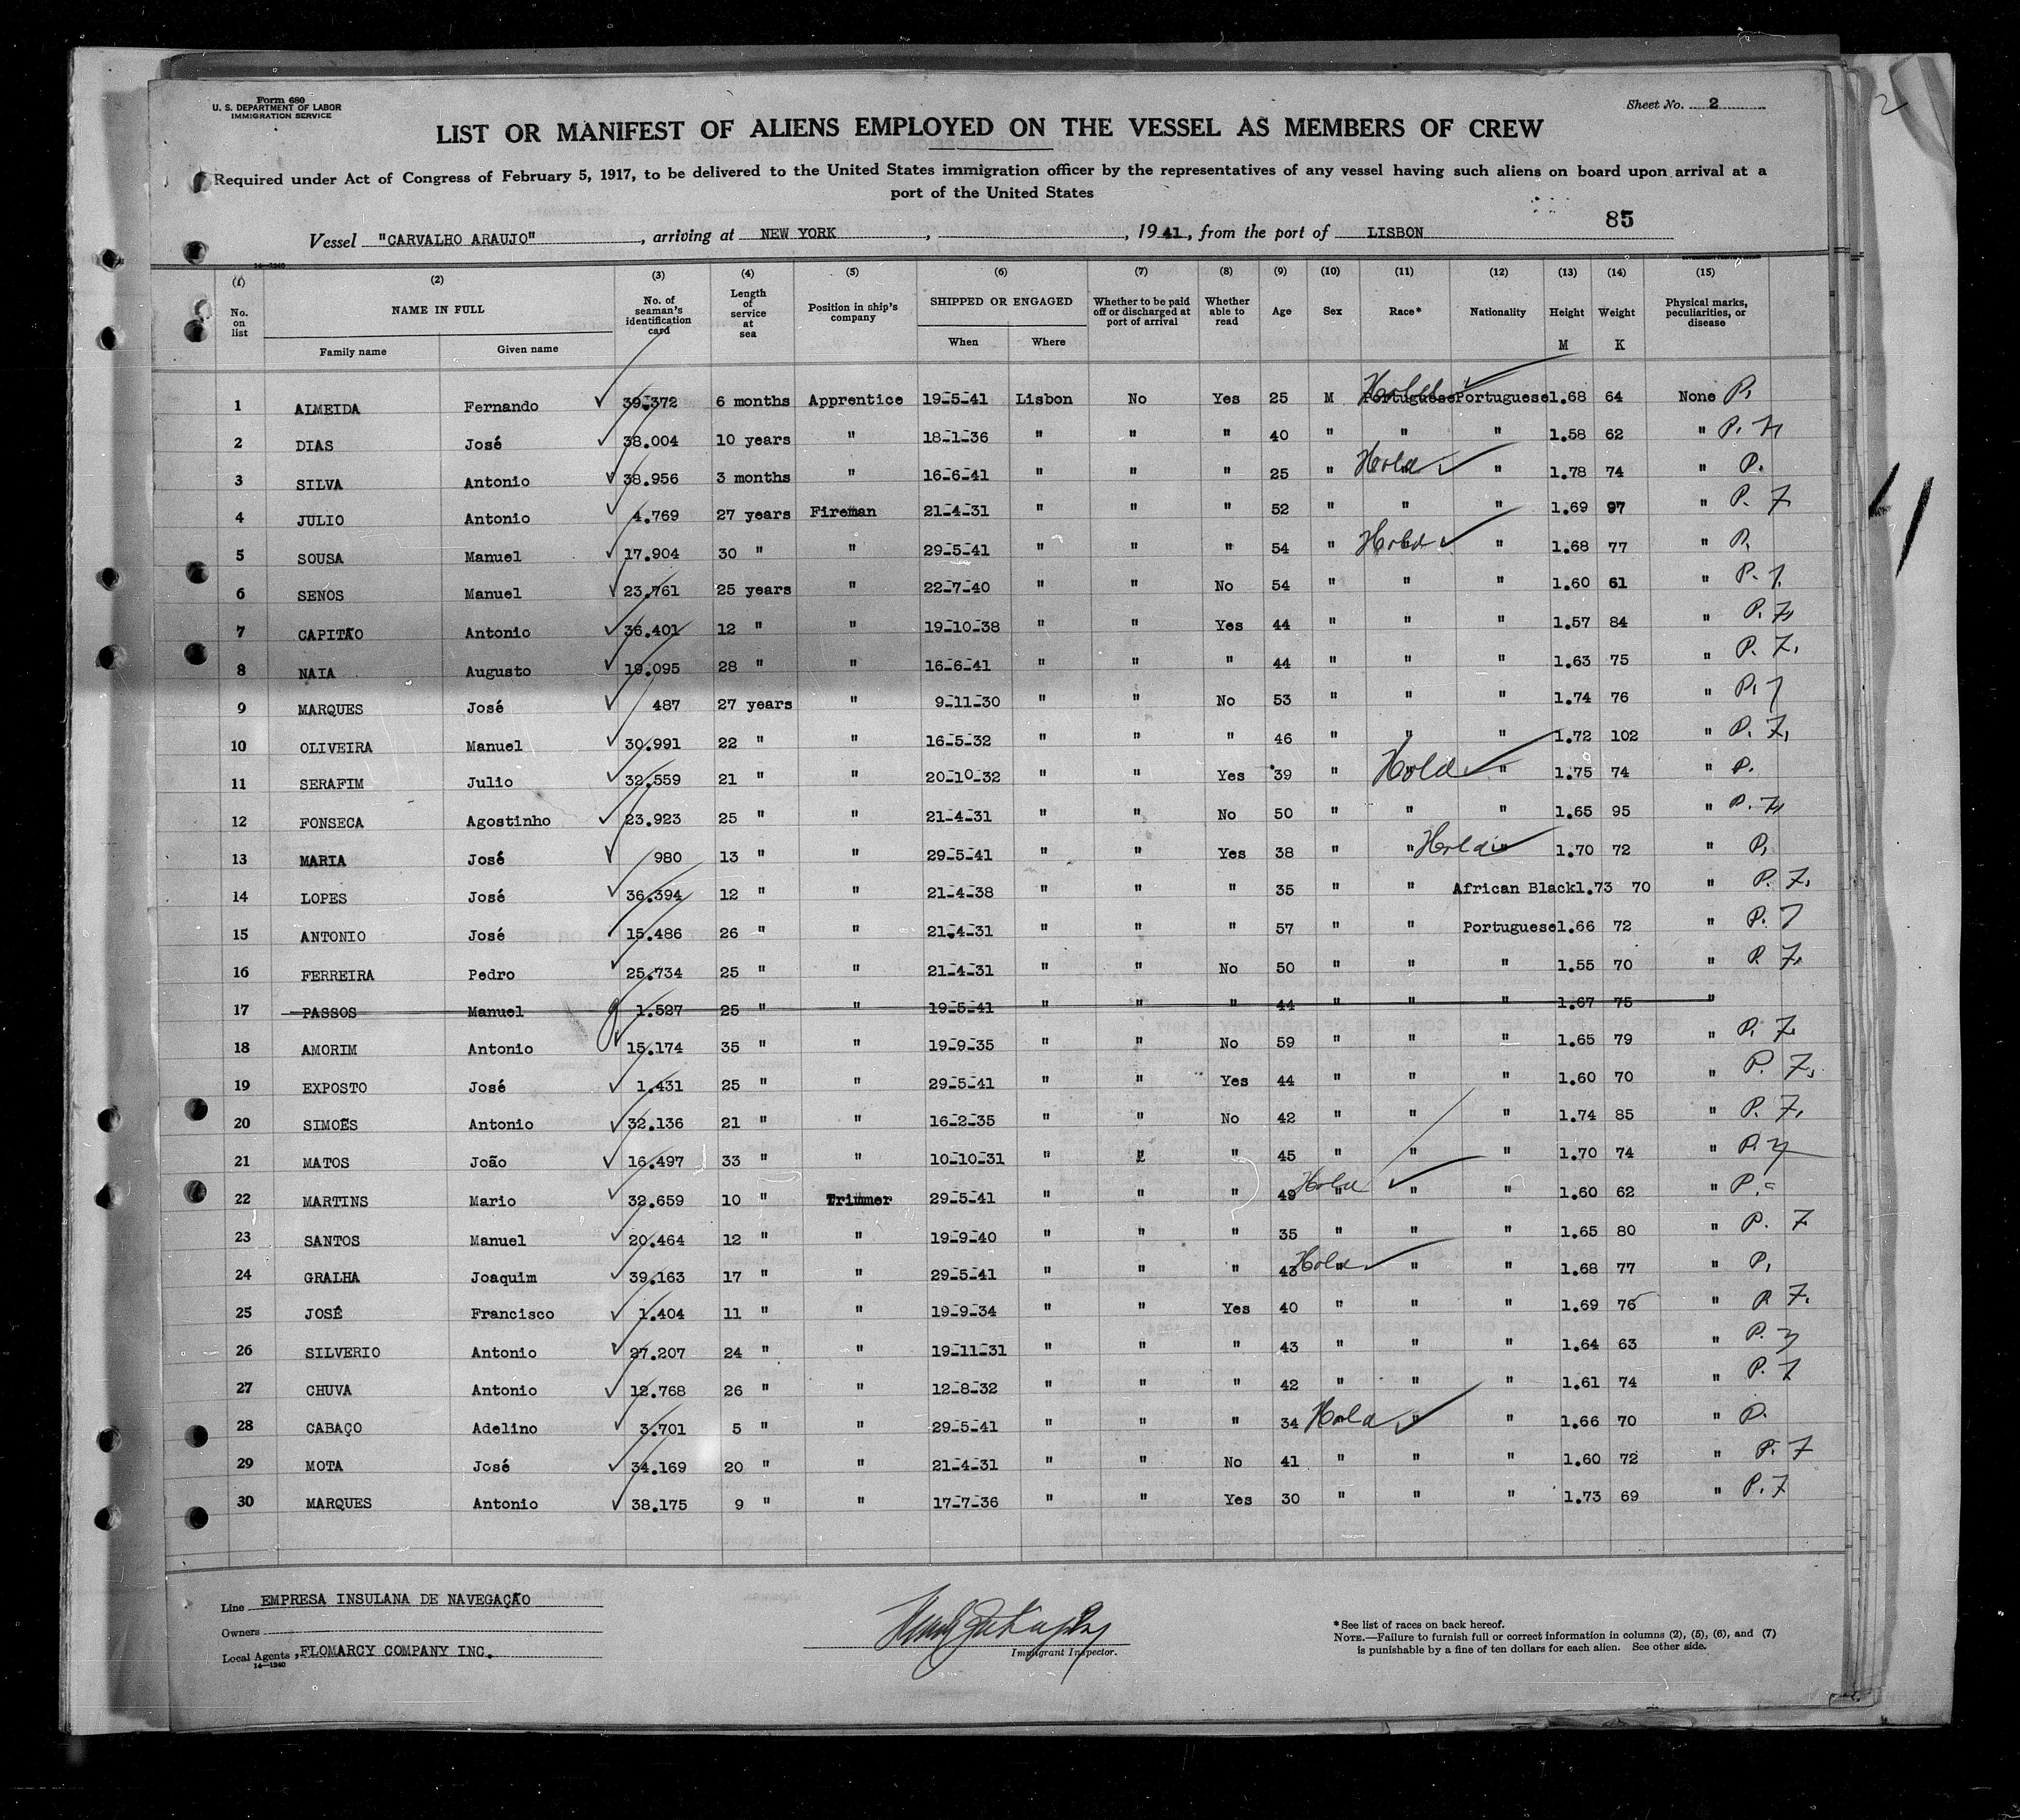 Form 680
U. S. DEPARTMENT OF LABOR
IMMIGRATION SERVICE
Sheet No. 2
2
LIST OR MANIFEST OF ALIENS EMPLOYED ON THE VESSEL AS MEMBERS OF CREW
Required under Act of Congress of February 5, 1917, to be delivered to the United States immigration officer by the representatives of any vessel having such aliens on board upon arrival at a
port of the United States
85
Vessel "CARVALHO ARAUJO", arriving at NEW YORK, , 1941, from the port of LISBON
14—1240
(1) (2) (3) (4) (5) (6) (7) (8) (9) (10) (11) (12) (13) (14) (15)
No. on list NAME IN FULL Family name Given name No. of seaman's identification card Length of service at sea Position in ship's company SHIPPED OR ENGAGED When Where Whether to be paid off or discharged at port of arrival Whether able to read Age Sex Race* Nationality Height M Weight K Physical marks, peculiarities, or disease
1 ALMEIDA Fernando 39.372 6 months Apprentice 19-5-41 Lisbon No Yes 25 M Portuguese Hold Portuguese 1.68 64 None P.
2 DIAS José 38.004 10 years " 18-1-36 " " " 40 " " " 1.58 62 " P. F
3 SILVA Antonio 38.956 3 months " 16-6-41 " " " 25 " Hold " 1.78 74 " P.
4 JULIO Antonio 4.769 27 years Fireman 21-4-31 " " " 52 " " " 1.69 97 " P. F
5 SOUSA Manuel 17.904 30 " " 29-5-41 " " " 54 " Hold " 1.68 77 " P.
6 SENOS Manuel 23.761 25 years " 22-7-40 " " No 54 " " " 1.60 61 " P. F.
7 CAPITÃO Antonio 36.401 12 " " 19-10-38 " " Yes 44 " " " 1.57 84 " P. F.
8 NAIA Augusto 19.095 28 " " 16-6-41 " " " 44 " " " 1.63 75 " P. F.
9 MARQUES José 487 27 years " 9-11-30 " " No 53 " " " 1.74 76 " P. F
10 OLIVEIRA Manuel 30.991 22 " " 16-5-32 " " " 46 " " " 1.72 102 " P. F.
11 SERAFIM Julio 32.559 21 " " 20-10-32 " " Yes 39 " Hold " 1.75 74 " P.
12 FONSECA Agostinho 23.923 25 " " 21-4-31 " " No 50 " " " 1.65 95 " P. F.
13 MARIA José 980 13 " " 29-5-41 " " Yes 38 " " Hold " 1.70 72 " P.
14 LOPES José 36.394 12 " " 21-4-38 " " " 35 " " African Black 1.73 70 " P. F.
15 ANTONIO José 15.486 26 " " 21-4-31 " " " 57 " " Portuguese 1.66 72 " P. F
16 FERREIRA Pedro 25.734 25 " " 21-4-31 " " No 50 " " " 1.55 70 " P. F.
17 PASSOS Manuel 1.527 25 " " 19-5-41 " " " 44 " " " 1.67 75 "
18 AMORIM Antonio 15.174 35 " " 19-9-35 " " No 59 " " " 1.65 79 " P. F.
19 EXPOSTO José 1.431 25 " " 29-5-41 " " Yes 44 " " " 1.60 70 " P. F.
20 SIMOẼS Antonio 32.136 21 " " 16-2-35 " " No 42 " " " 1.74 85 " P. F.
21 MATOS João 16.497 33 " " 10-10-31 " " " 45 " " " 1.70 74 " P. F
22 MARTINS Mario 32.659 10 " Trimmer 29-5-41 " " " 49 Hold " " 1.60 62 " P.
23 SANTOS Manuel 20.464 12 " " 19-9-40 " " " 35 " " " 1.65 80 " P. F
24 GRALHA Joaquim 39.163 17 " " 29-5-41 " " " 43 Hold " " " 1.68 77 " P.
25 JOSÉ Francisco 1.404 11 " " 19-9-34 " " Yes 40 " " " 1.69 76 " P. F.
26 SILVERIO Antonio 27.207 24 " " 19-11-31 " " " 43 " " " 1.64 63 " P. F
27 CHUVA Antonio 12.768 26 " " 12-8-32 " " " 42 " " " 1.61 74 " P. F
28 CABAÇO Adelino 3.701 5 " " 29-5-41 " " " 34 Hold " " 1.66 70 " P.
29 MOTA José 34.169 20 " " 21-4-31 " " No 41 " " " 1.60 72 " P. F
30 MARQUES Antonio 38.175 9 " " 17-7-36 " " Yes 30 " " " 1.73 69 " P. F
Line EMPRESA INSULANA DE NAVEGAÇÃO
Owners
Local Agents, FLOMARCY COMPANY INC.
14—1240
Immigrant Inspector.
*See list of races on back hereof.
NOTE.—Failure to furnish full or correct information in columns (2), (5), (6), and (7)
is punishable by a fine of ten dollars for each alien. See other side.